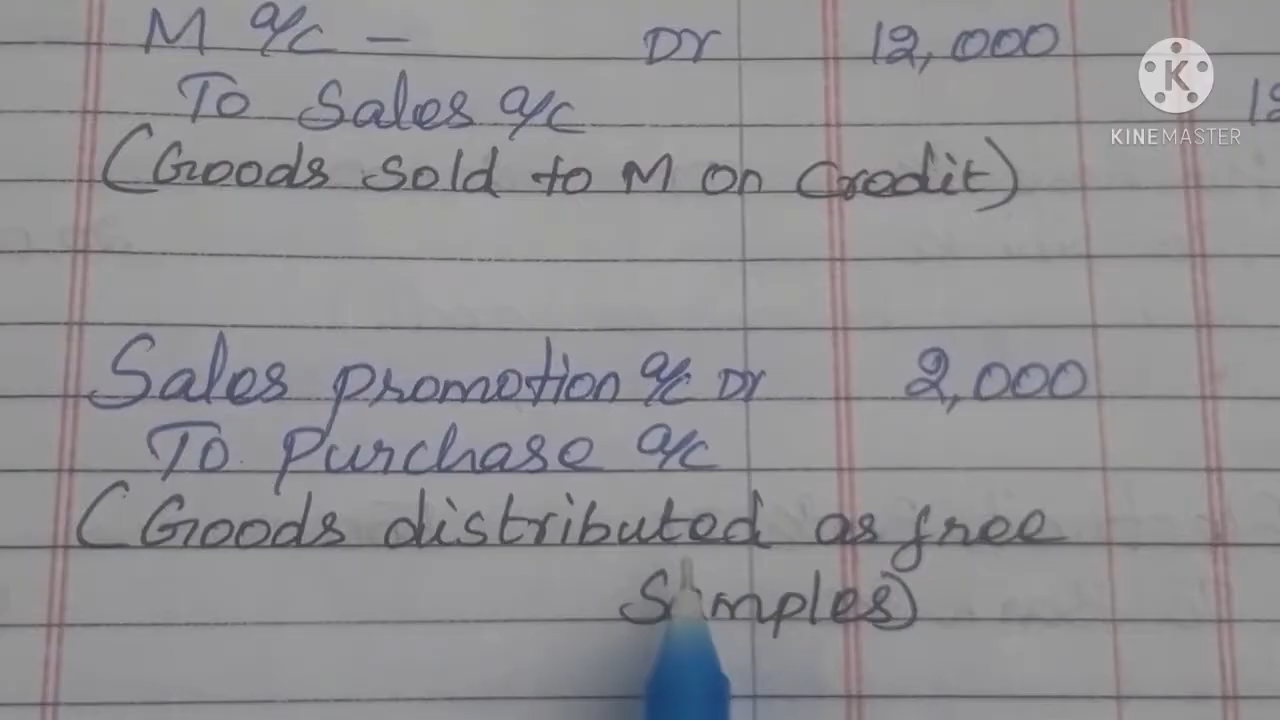 M a/c - Dr 12,000
KINEMASTER
To Sales a/c
(Goods sold to M on Credit)
Sales promotion a/c Dr 2,000
To Purchase a/c
(Goods distributed as free
Samples)